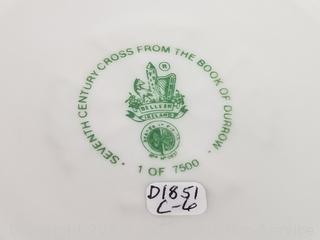 SEVENTH CENTURY CROSS FROM THE BOOK OF DURROW
®
BELLEEK
IRELAND
1 OF 7500
D1851
C-6